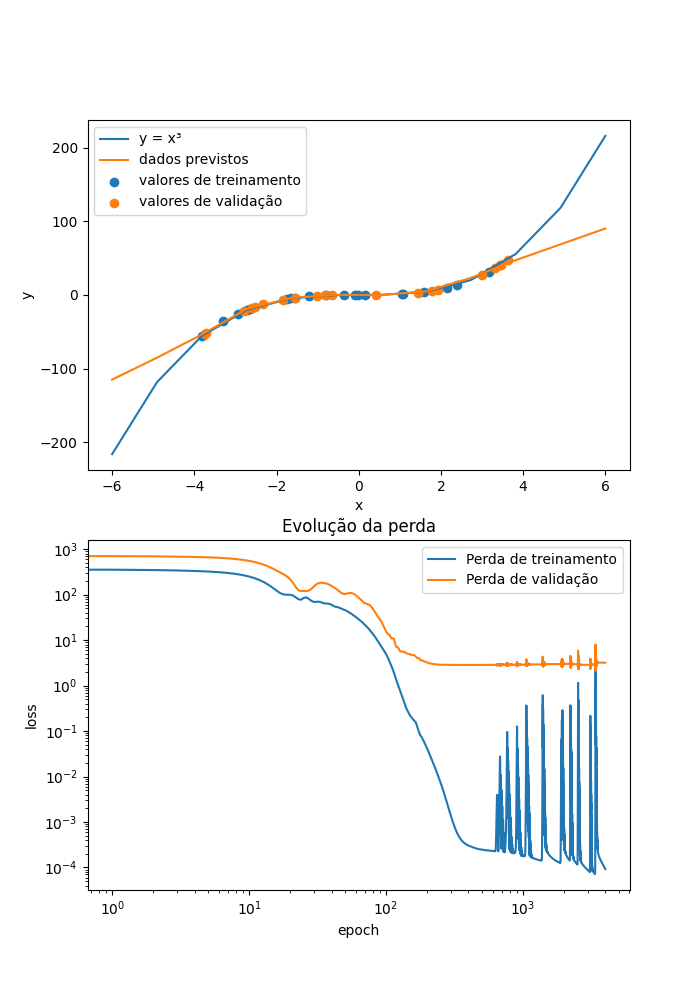 y = x³
dados previstos
valores de treinamento
valores de validação
200
100
0
−100
−200
y
−6
−4
−2
0
2
4
6
x
Evolução da perda
Perda de treinamento
Perda de validação
10³
10²
10¹
10⁰
10⁻¹
10⁻²
10⁻³
10⁻⁴
loss
10⁰
10¹
10²
10³
epoch